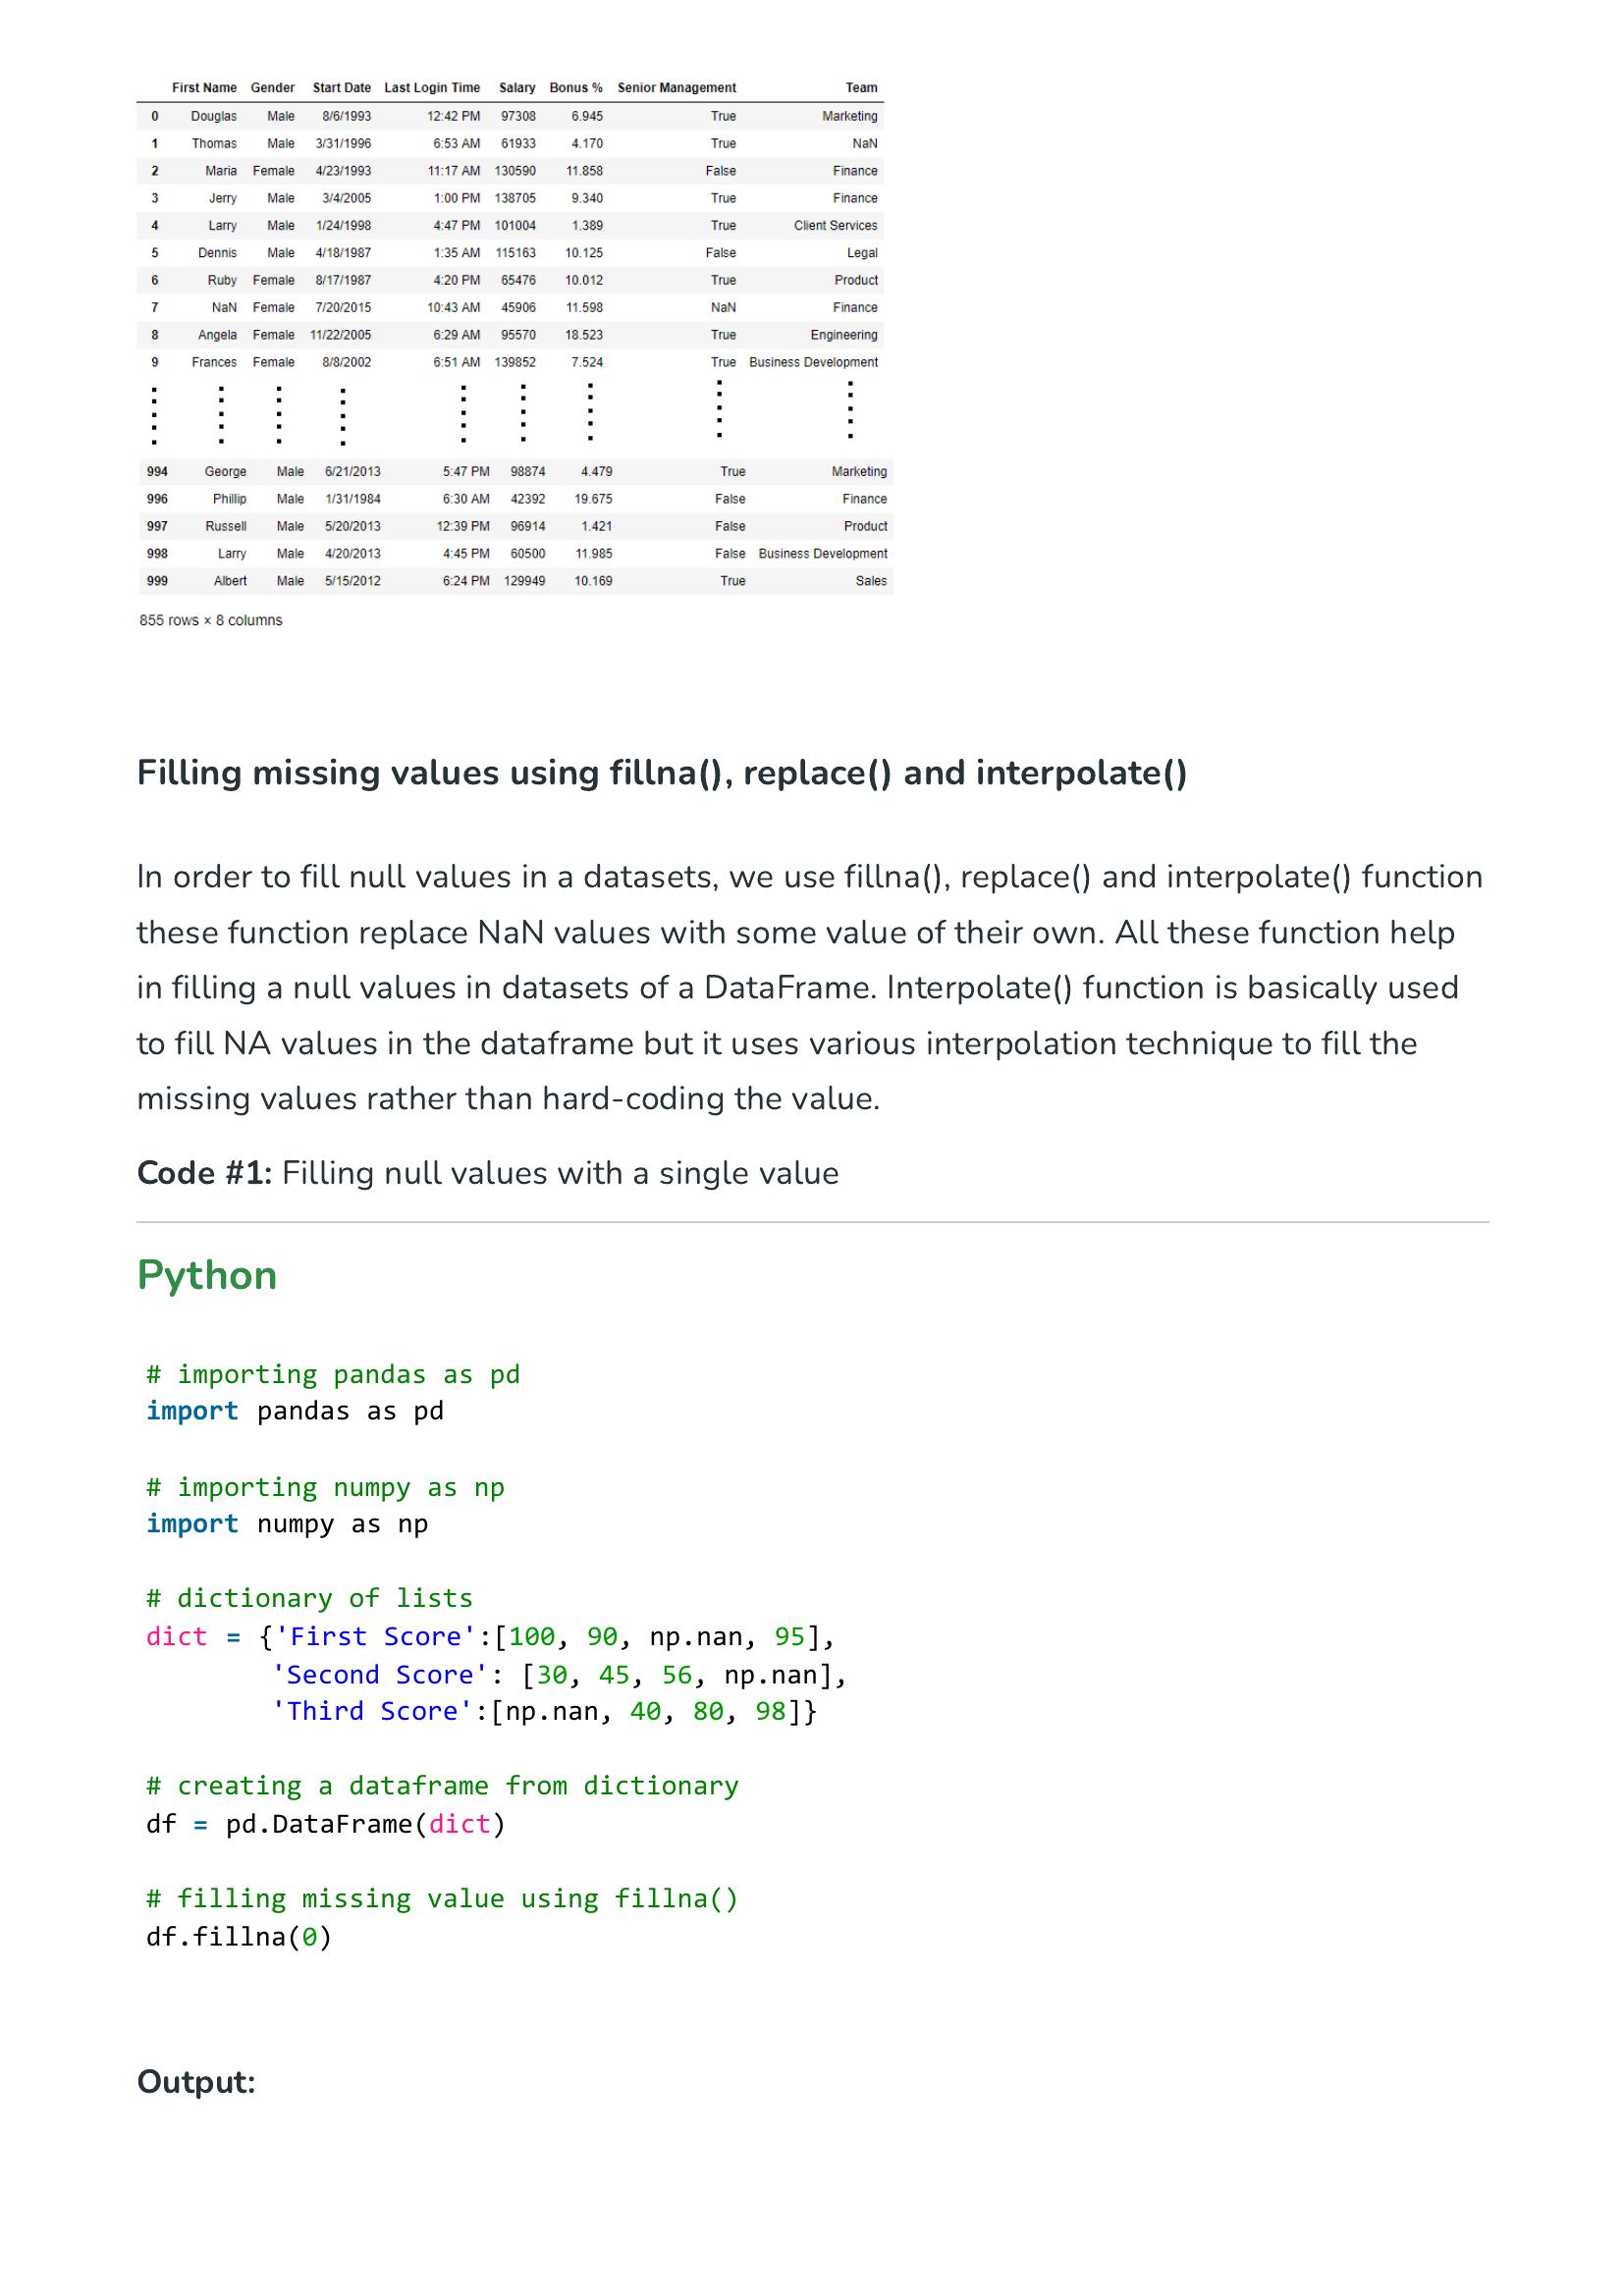 First Name Gender Start Date Last Login Time Salary Bonus % Senior Management Team
0 Douglas Male 8/6/1993 12:42 PM 97308 6.945 True Marketing
1 Thomas Male 3/31/1996 6:53 AM 61933 4.170 True NaN
2 Maria Female 4/23/1993 11:17 AM 130590 11.858 False Finance
3 Jerry Male 3/4/2005 1:00 PM 138705 9.340 True Finance
4 Larry Male 1/24/1998 4:47 PM 101004 1.389 True Client Services
5 Dennis Male 4/18/1987 1:35 AM 115163 10.125 False Legal
6 Ruby Female 8/17/1987 4:20 PM 65476 10.012 True Product
7 NaN Female 7/20/2015 10:43 AM 45906 11.598 NaN Finance
8 Angela Female 11/22/2005 6:29 AM 95570 18.523 True Engineering
9 Frances Female 8/8/2002 6:51 AM 139852 7.524 True Business Development
994 George Male 6/21/2013 5:47 PM 98874 4.479 True Marketing
996 Phillip Male 1/31/1984 6:30 AM 42392 19.675 False Finance
997 Russell Male 5/20/2013 12:39 PM 96914 1.421 False Product
998 Larry Male 4/20/2013 4:45 PM 60500 11.985 False Business Development
999 Albert Male 5/15/2012 6:24 PM 129949 10.169 True Sales
855 rows × 8 columns
Filling missing values using fillna(), replace() and interpolate()
In order to fill null values in a datasets, we use fillna(), replace() and interpolate() function
these function replace NaN values with some value of their own. All these function help
in filling a null values in datasets of a DataFrame. Interpolate() function is basically used
to fill NA values in the dataframe but it uses various interpolation technique to fill the
missing values rather than hard-coding the value.
Code #1: Filling null values with a single value
Python
# importing pandas as pd
import pandas as pd
# importing numpy as np
import numpy as np
# dictionary of lists
dict = {'First Score':[100, 90, np.nan, 95],
'Second Score': [30, 45, 56, np.nan],
'Third Score':[np.nan, 40, 80, 98]}
# creating a dataframe from dictionary
df = pd.DataFrame(dict)
# filling missing value using fillna()
df.fillna(0)
Output: